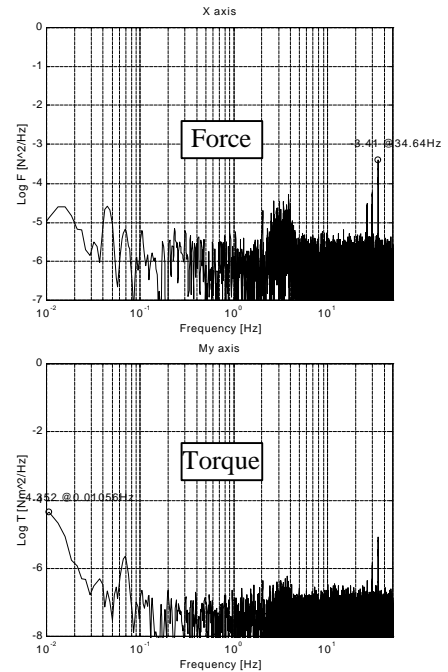 X axis
0
-1
-2
-3
-4
-5
-6
-7
Log F [N^2/Hz]
Force
-3.41 @34.64Hz
10^-2
10^-1
10^0
10^1
Frequency [Hz]
My axis
0
-2
-4
-6
-8
Log T [Nm^2/Hz]
Torque
-4.352 @0.01056Hz
10^-2
10^-1
10^0
10^1
Frequency [Hz]